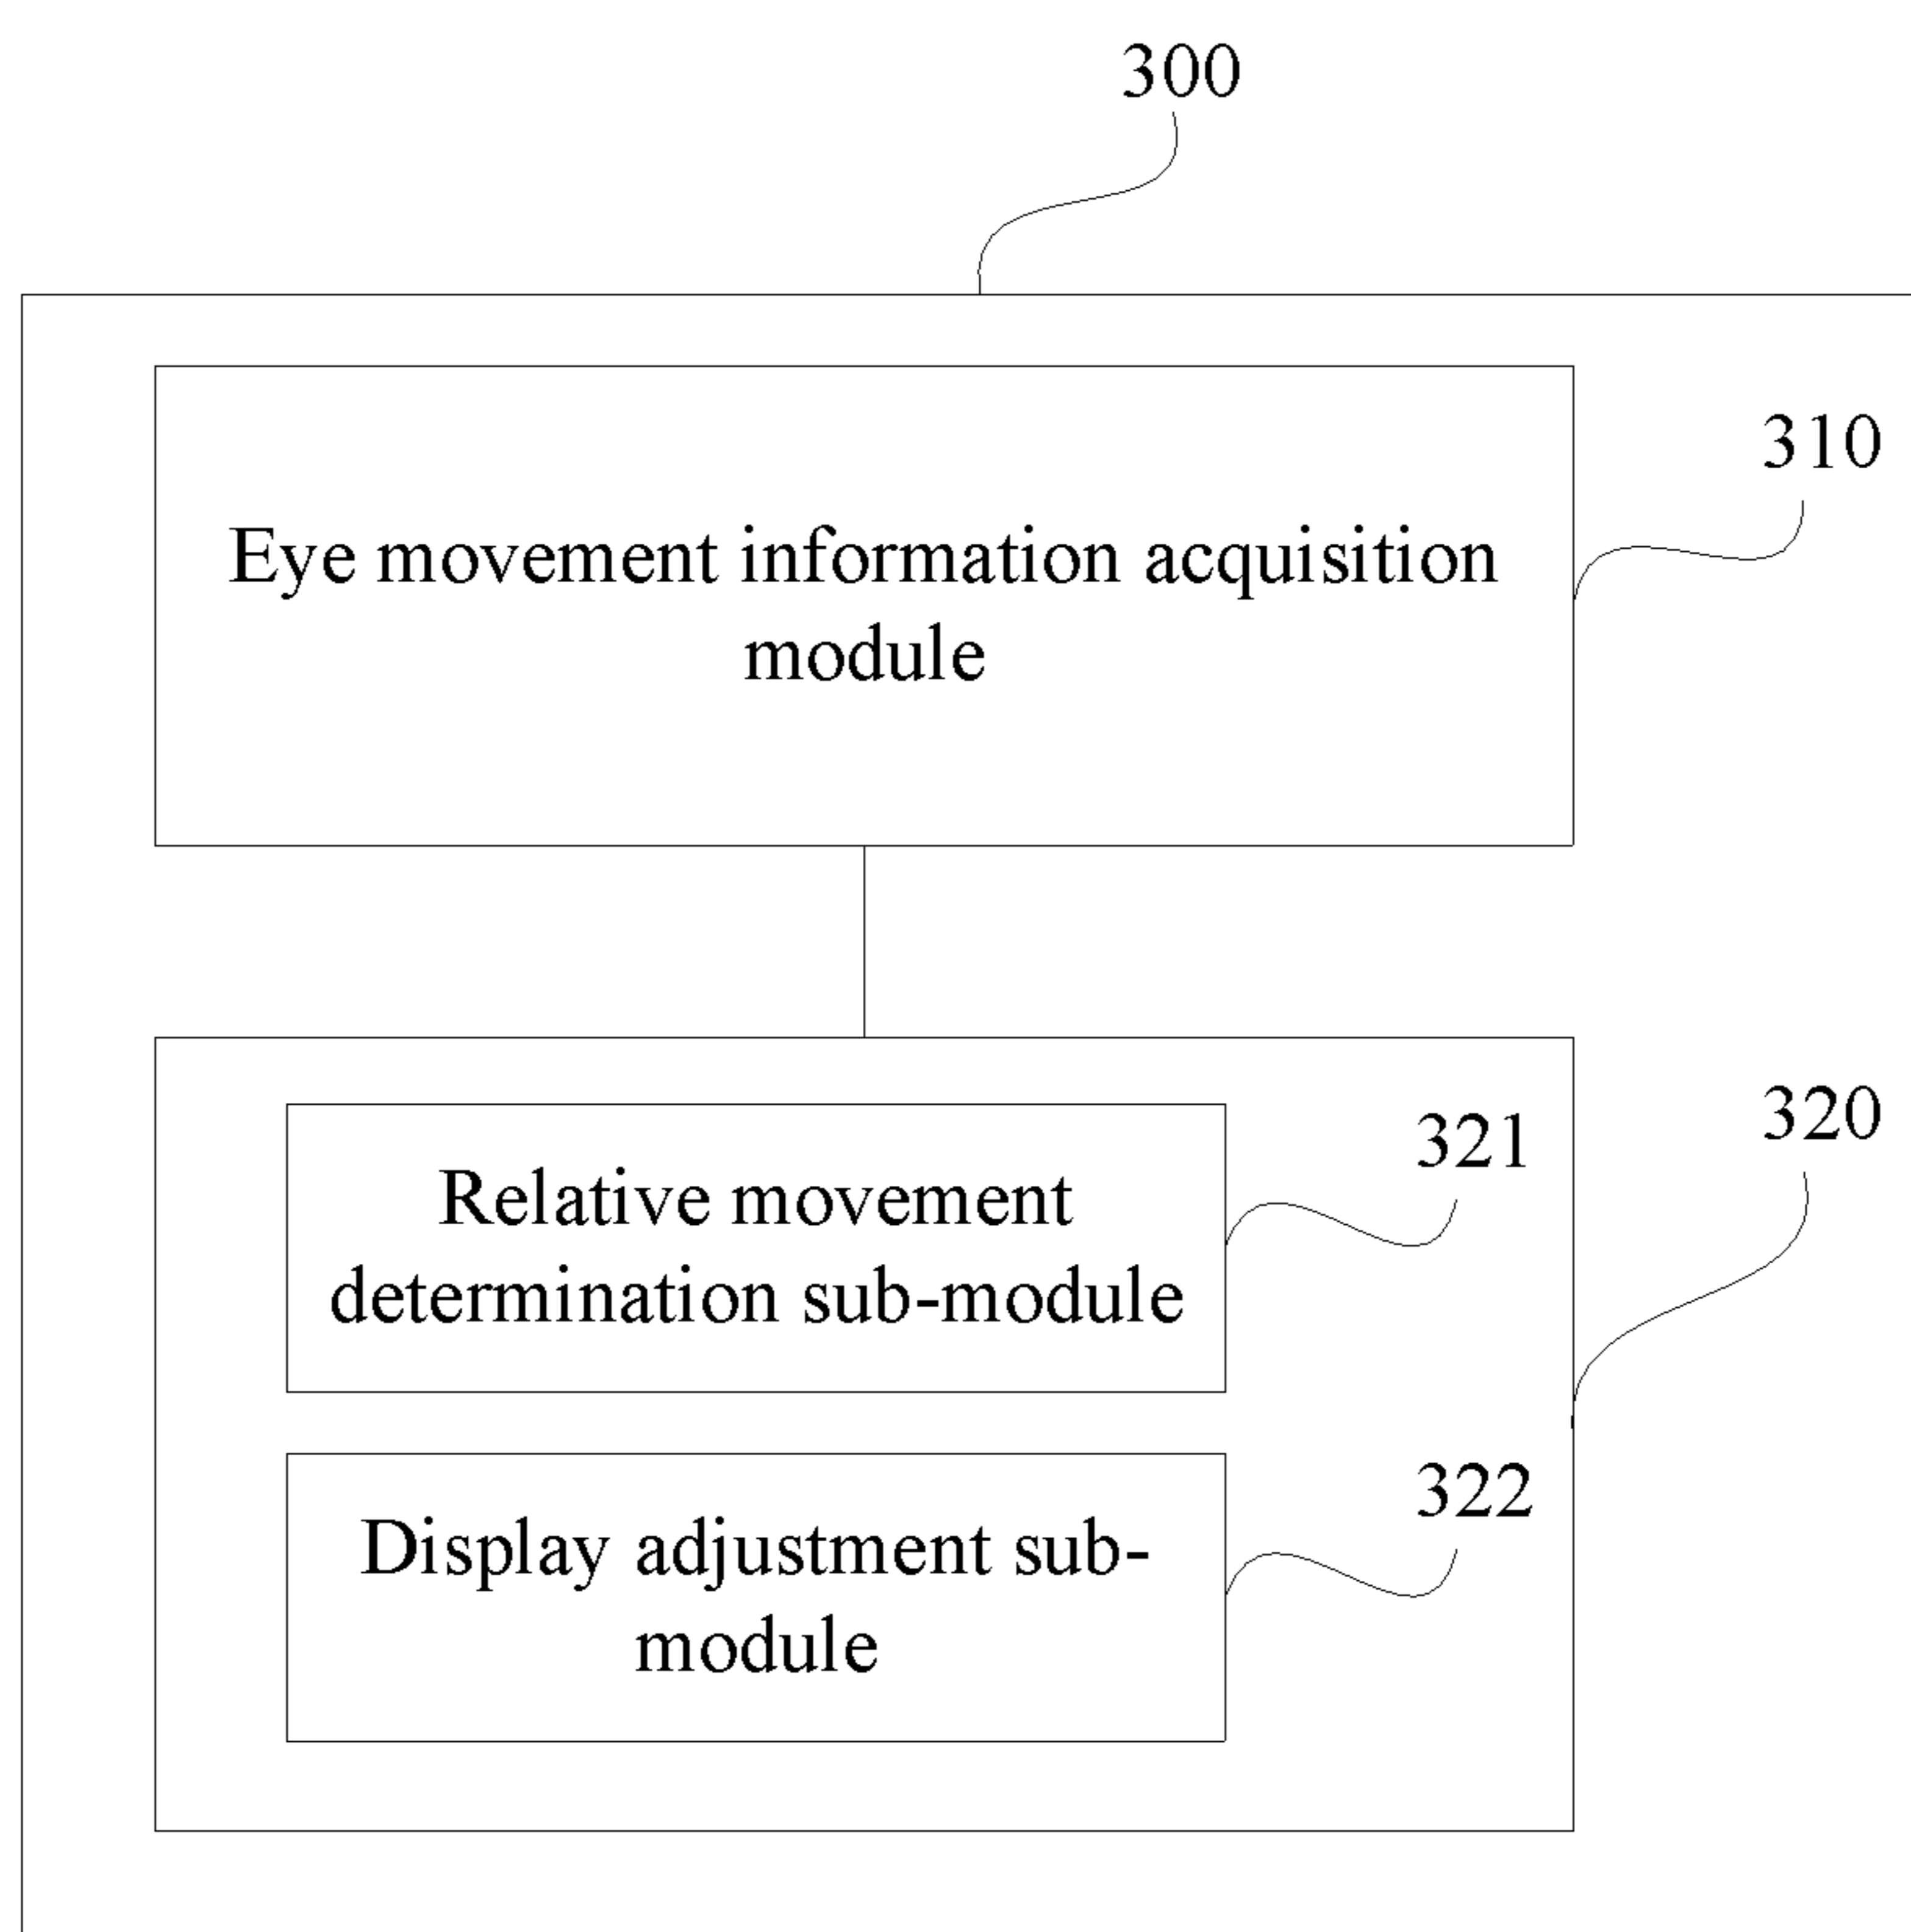 300
310
Eye movement information acquisition
module
320
321
Relative movement
determination sub-module
322
Display adjustment sub-
module